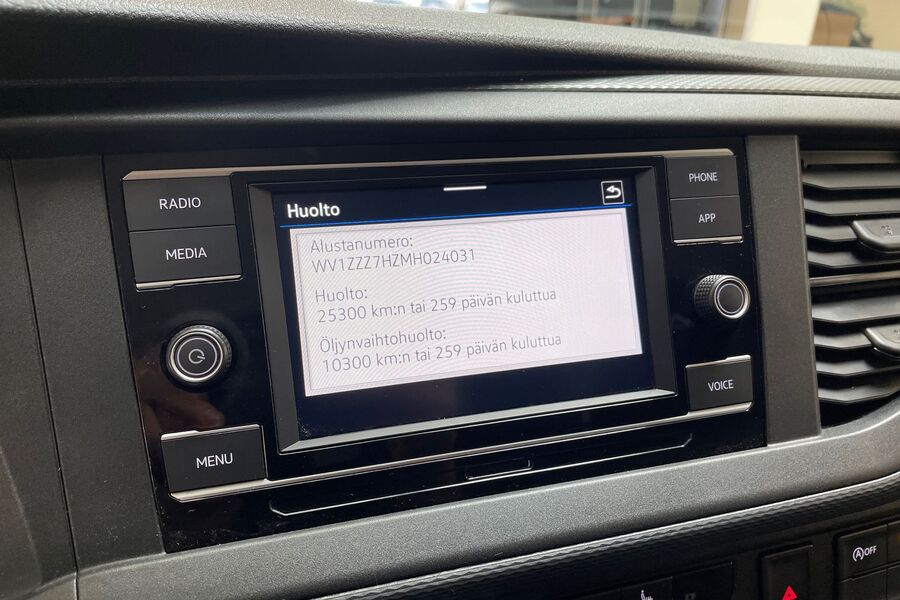 RADIO
MEDIA
MENU
Huolto
Alustanumero:
WV1ZZZ7HZMH024031
Huolto:
25300 km:n tai 259 päivän kuluttua
Öljynvaihtohuolto:
10300 km:n tai 259 päivän kuluttua
PHONE
APP
VOICE
A OFF